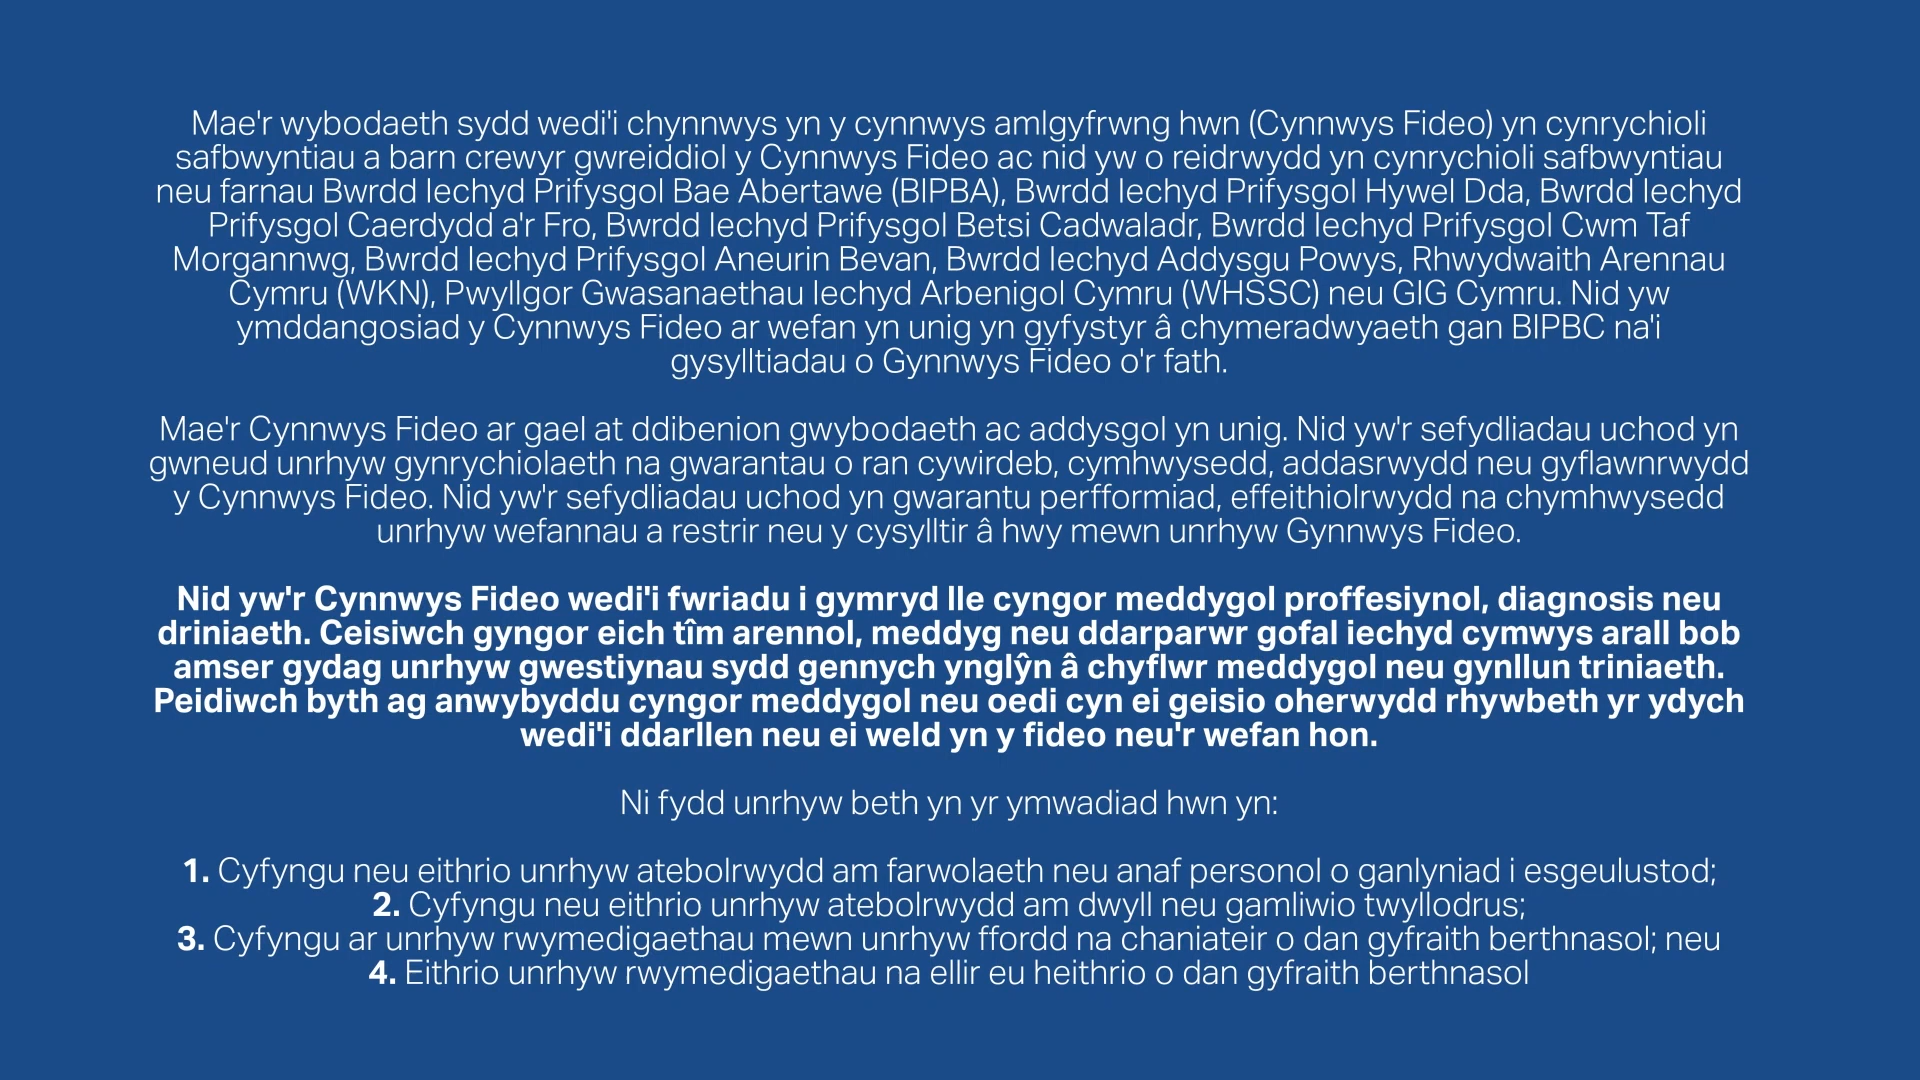 Mae'r wybodaeth sydd wedi'i chynnwys yn y cynnwys amlgyfrwng hwn (Cynnwys Fideo) yn cynrychioli
safbwyntiau a barn crewyr gwreiddiol y Cynnwys Fideo ac nid yw o reidrwydd yn cynrychioli safbwyntiau
neu farnau Bwrdd Iechyd Prifysgol Bae Abertawe (BIPBA), Bwrdd Iechyd Prifysgol Hywel Dda, Bwrdd Iechyd
Prifysgol Caerdydd a'r Fro, Bwrdd Iechyd Prifysgol Betsi Cadwaladr, Bwrdd Iechyd Prifysgol Cwm Taf
Morgannwg, Bwrdd Iechyd Prifysgol Aneurin Bevan, Bwrdd Iechyd Addysgu Powys, Rhwydwaith Arennau
Cymru (WKN), Pwyllgor Gwasanaethau Iechyd Arbenigol Cymru (WHSSC) neu GIG Cymru. Nid yw
ymddangosiad y Cynnwys Fideo ar wefan yn unig yn gyfystyr â chymeradwyaeth gan BIPBC na'i
gysylltiadau o Gynnwys Fideo o'r fath.
Mae'r Cynnwys Fideo ar gael at ddibenion gwybodaeth ac addysgol yn unig. Nid yw'r sefydliadau uchod yn
gwneud unrhyw gynrychiolaeth na gwarantau o ran cywirdeb, cymhwysedd, addasrwydd neu gyflawnrwydd
y Cynnwys Fideo. Nid yw'r sefydliadau uchod yn gwarantu perfformiad, effeithiolrwydd na chymhwysedd
unrhyw wefannau a restrir neu y cysylltir â hwy mewn unrhyw Gynnwys Fideo.
Nid yw'r Cynnwys Fideo wedi'i fwriadu i gymryd lle cyngor meddygol proffesiynol, diagnosis neu
driniaeth. Ceisiwch gyngor eich tîm arennol, meddyg neu ddarparwr gofal iechyd cymwys arall bob
amser gydag unrhyw gwestiynau sydd gennych ynglŷn â chyflwr meddygol neu gynllun triniaeth.
Peidiwch byth ag anwybyddu cyngor meddygol neu oedi cyn ei geisio oherwydd rhywbeth yr ydych
wedi'i ddarllen neu ei weld yn y fideo neu'r wefan hon.
Ni fydd unrhyw beth yn yr ymwadiad hwn yn:
1. Cyfyngu neu eithrio unrhyw atebolrwydd am farwolaeth neu anaf personol o ganlyniad i esgeulustod;
2. Cyfyngu neu eithrio unrhyw atebolrwydd am dwyll neu gamliwio twyllodrus;
3. Cyfyngu ar unrhyw rwymedigaethau mewn unrhyw ffordd na chaniateir o dan gyfraith berthnasol; neu
4. Eithrio unrhyw rwymedigaethau na ellir eu heithrio o dan gyfraith berthnasol